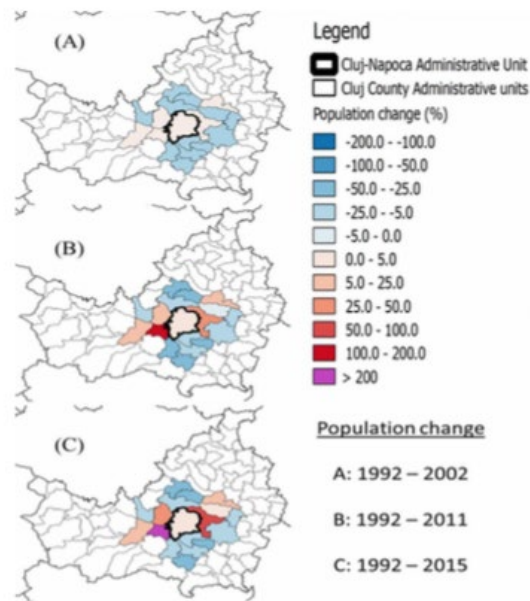 (A)
(B)
(C)
Legend
Cluj-Napoca Administrative Unit
Cluj County Administrative units
Population change (%)
-200.0 - -100.0
-100.0 - -50.0
-50.0 - -25.0
-25.0 - -5.0
-5.0 - 0.0
0.0 - 5.0
5.0 - 25.0
25.0 - 50.0
50.0 - 100.0
100.0 - 200.0
> 200
Population change
A: 1992 – 2002
B: 1992 – 2011
C: 1992 – 2015